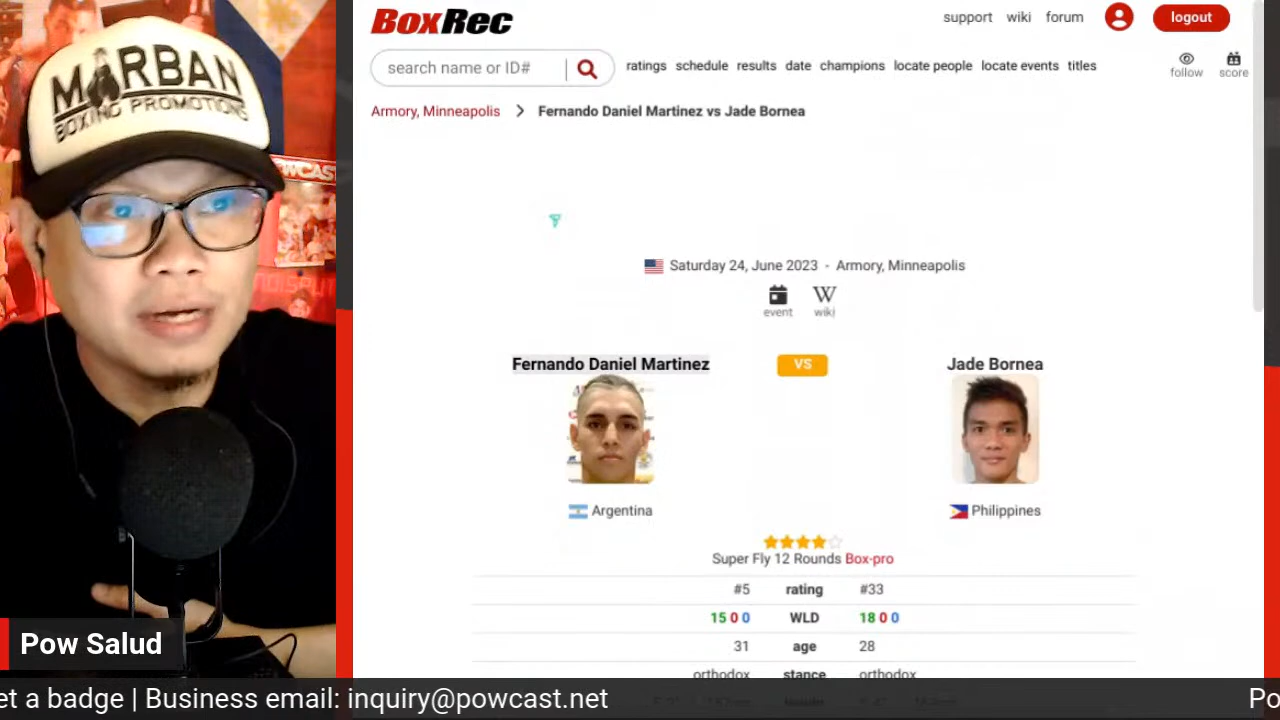 MARBAN
BOXING PROMOTIONS
Pow Salud
BoxRec
support wiki forum logout
search name or ID#
ratings schedule results date champions locate people locate events titles
follow score
Armory, Minneapolis > Fernando Daniel Martinez vs Jade Bornea
Saturday 24, June 2023 - Armory, Minneapolis
event wiki
Fernando Daniel Martinez VS Jade Bornea
Argentina Philippines
Super Fly 12 Rounds Box-pro
#5 rating #33
15 0 0 WLD 18 0 0
31 age 28
orthodox stance orthodox
et a badge | Business email: inquiry@powcast.net Po